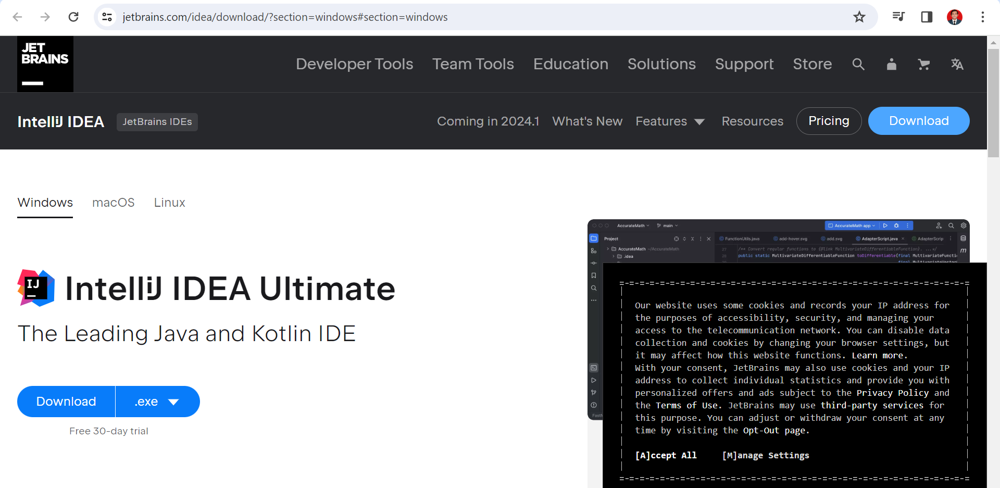 jetbrains.com/idea/download/?section=windows#section=windows
JET
BRAINS
Developer Tools Team Tools Education Solutions Support Store
IntelliJ IDEA JetBrains IDEs Coming in 2024.1 What's New Features Resources Pricing Download
Windows macOS Linux
IJ
IntelliJ IDEA Ultimate
The Leading Java and Kotlin IDE
Download .exe
Free 30-day trial
AccurateMath main AccurateMath app
Project FunctionUtils.java add-hover.svg add.svg AdapterScript.java AdapterScrip
AccurateMath ~/AccurateMath 27 /** Convert regular functions to {@link MultivariateDifferentiableFunction}. ...*/
.idea 28 public static MultivariateDifferentiableFunction toDifferentiable(final MultivariateFuncti
m
=-=-=-=-=-=-=-=-=-=-=-=-=-=-=-=-=-=-=-=-=-=-=-=-=-=-=-=-=-=-=-=-=-=
Our website uses some cookies and records your IP address for
the purposes of accessibility, security, and managing your
access to the telecommunication network. You can disable data
collection and cookies by changing your browser settings, but
it may affect how this website functions. Learn more.
With your consent, JetBrains may also use cookies and your IP
address to collect individual statistics and provide you with
personalized offers and ads subject to the Privacy Policy and
the Terms of Use. JetBrains may use third-party services for
this purpose. You can adjust or withdraw your consent at any
time by visiting the Opt-Out page.
[A]ccept All [M]anage Settings
=-=-=-=-=-=-=-=-=-=-=-=-=-=-=-=-=-=-=-=-=-=-=-=-=-=-=-=-=-=-=-=-=-=